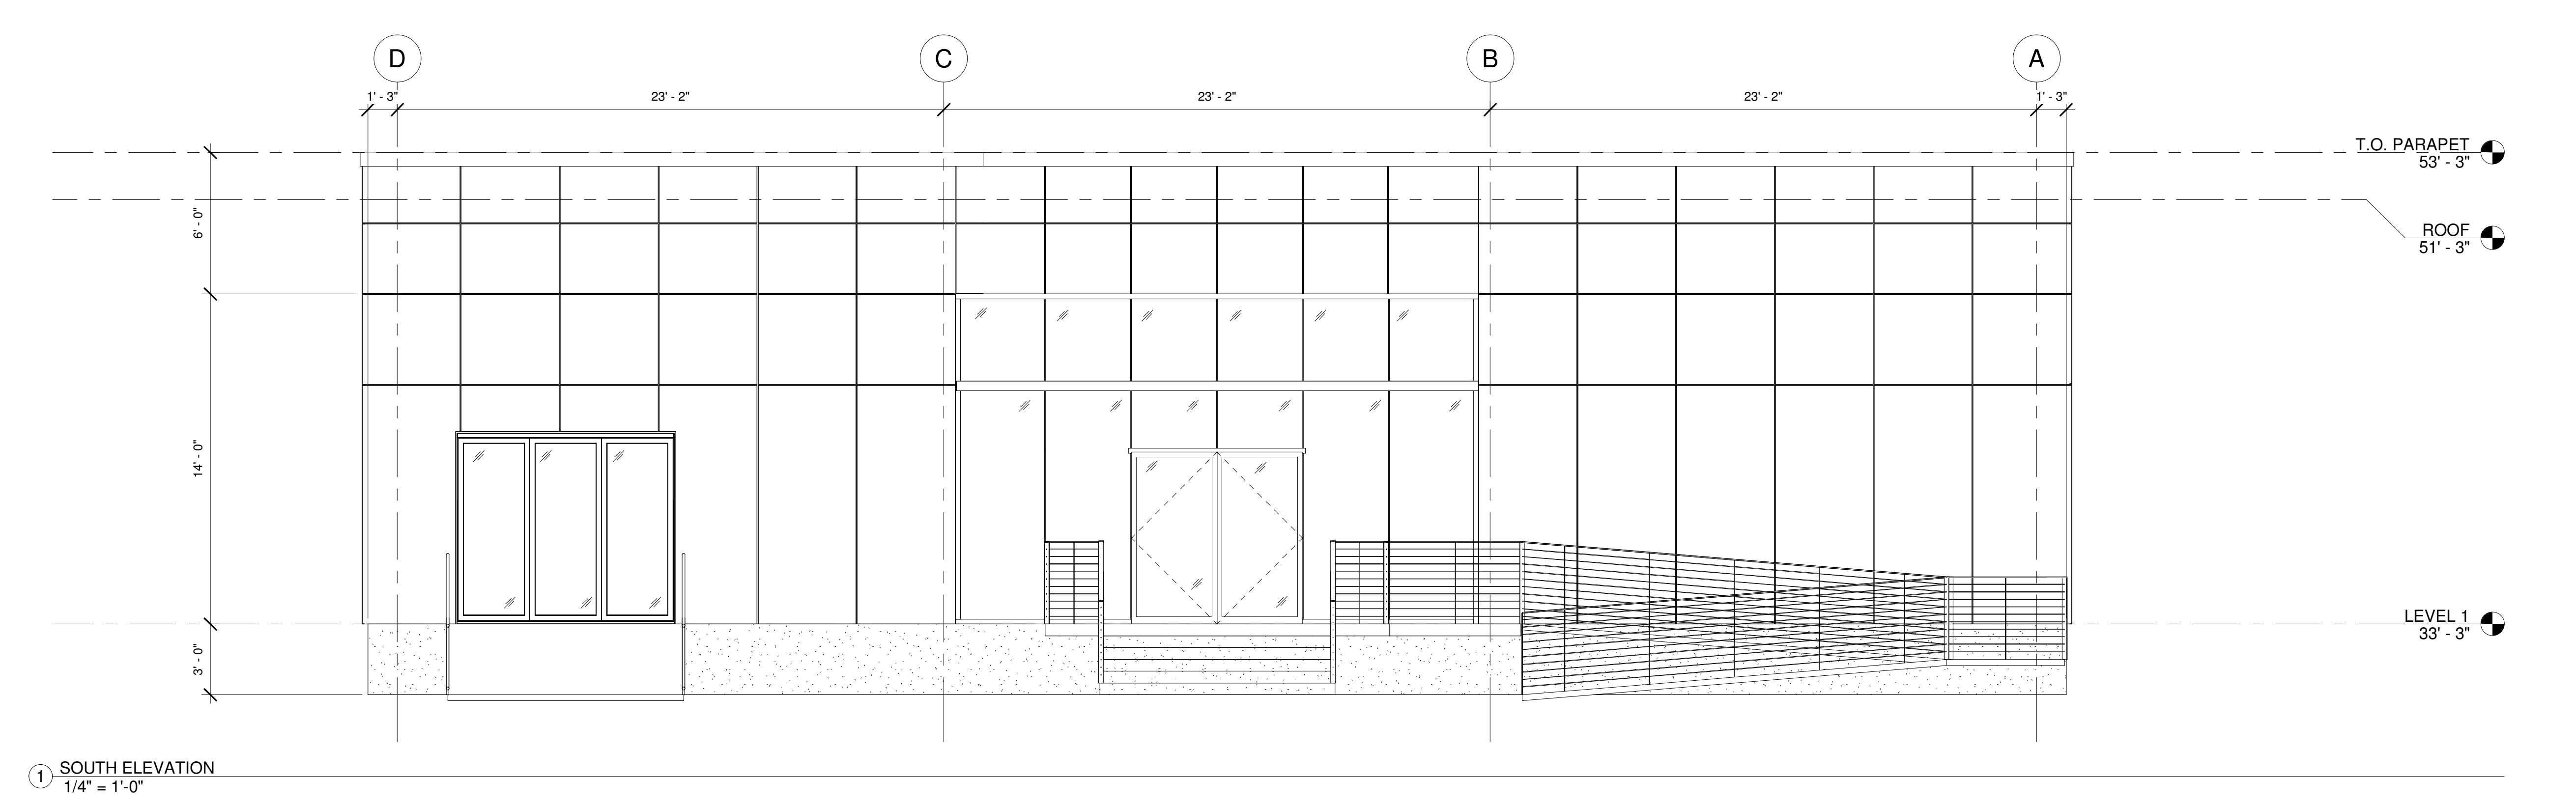 D
C
B
A
1' - 3"
23' - 2"
23' - 2"
23' - 2"
1' - 3"
T.O. PARAPET
53' - 3"
6' - 0"
ROOF
51' - 3"
14' - 0"
LEVEL 1
33' - 3"
3' - 0"
1
SOUTH ELEVATION
1/4" = 1'-0"